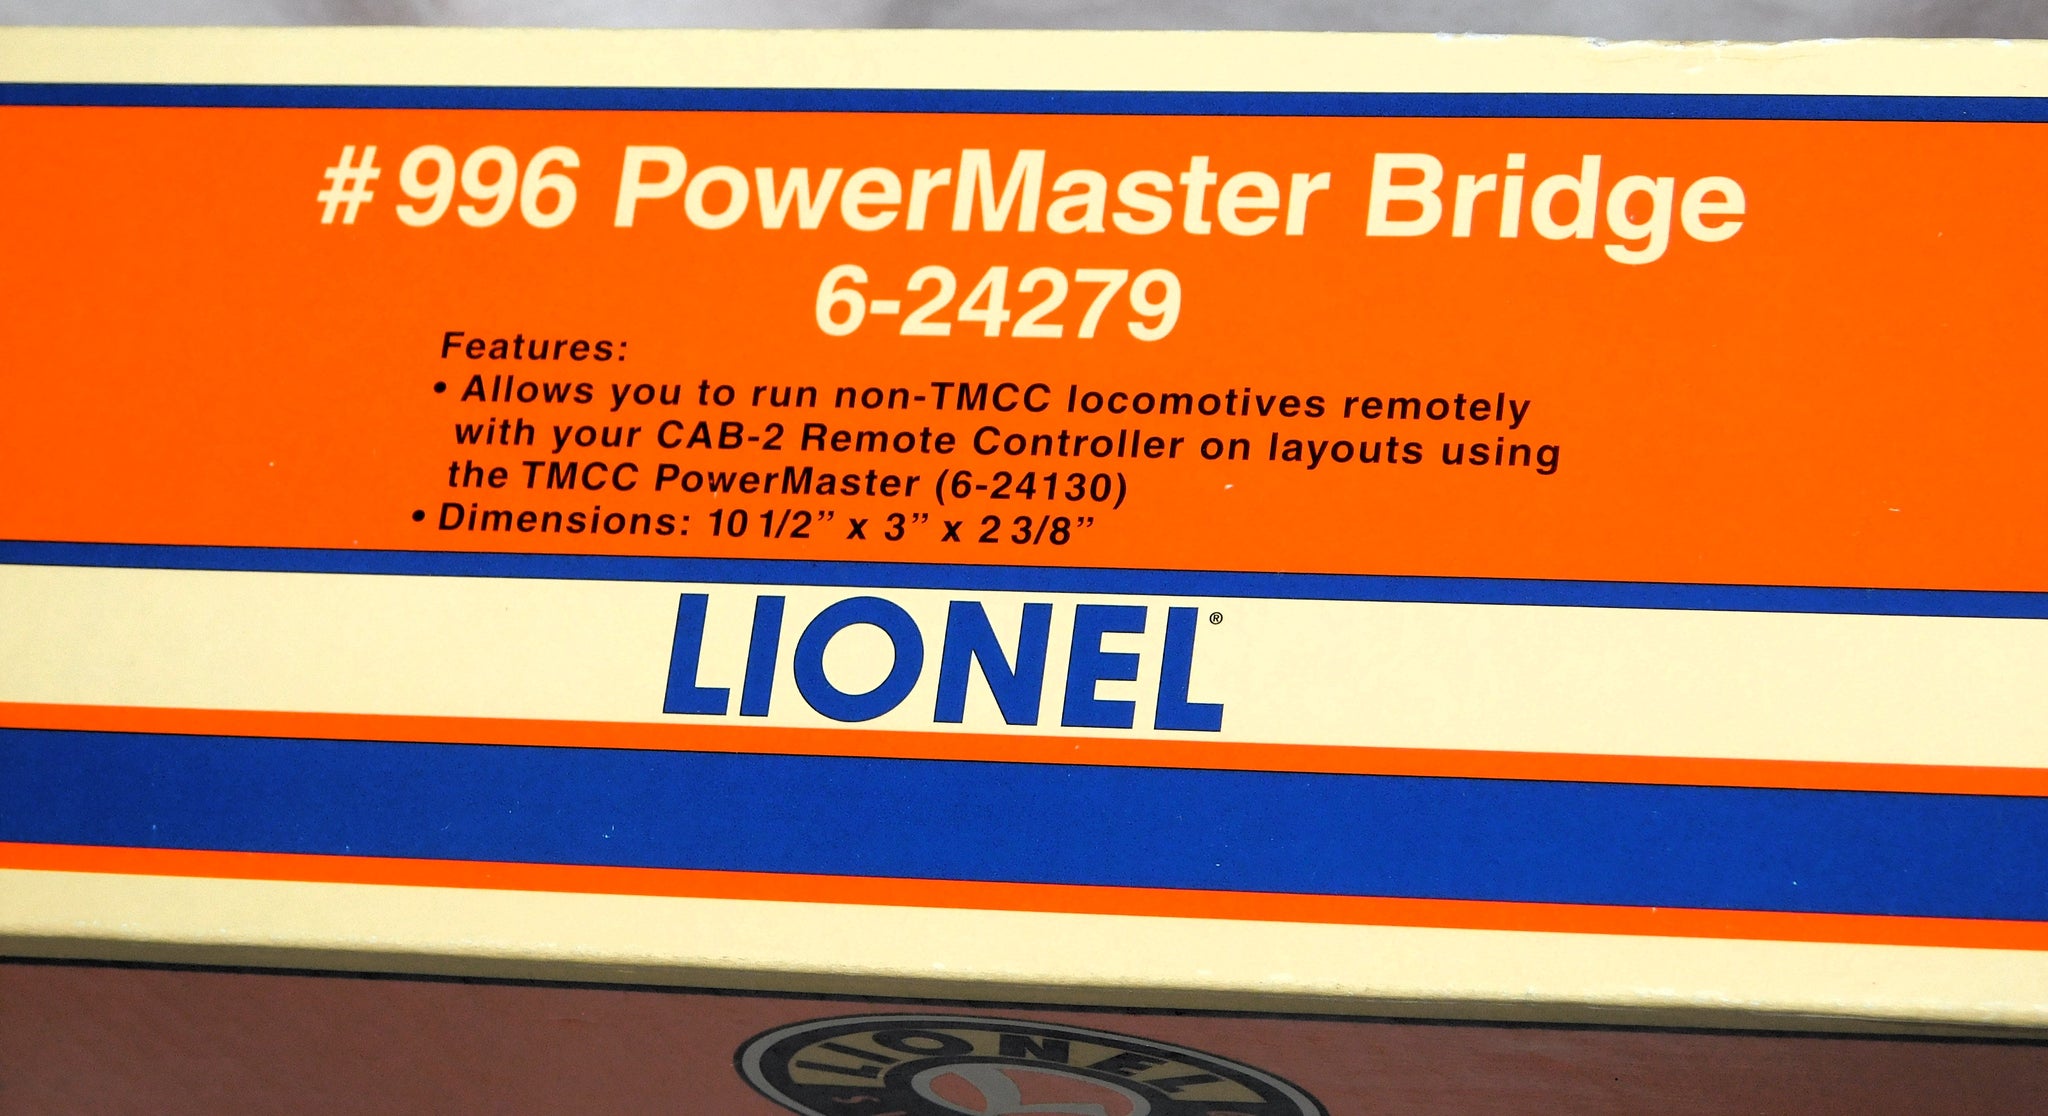 #996 PowerMaster Bridge
6-24279
Features:
• Allows you to run non-TMCC locomotives remotely
with your CAB-2 Remote Controller on layouts using
the TMCC PowerMaster (6-24130)
• Dimensions: 10 1/2” x 3” x 2 3/8”
LIONEL®
LIONEL